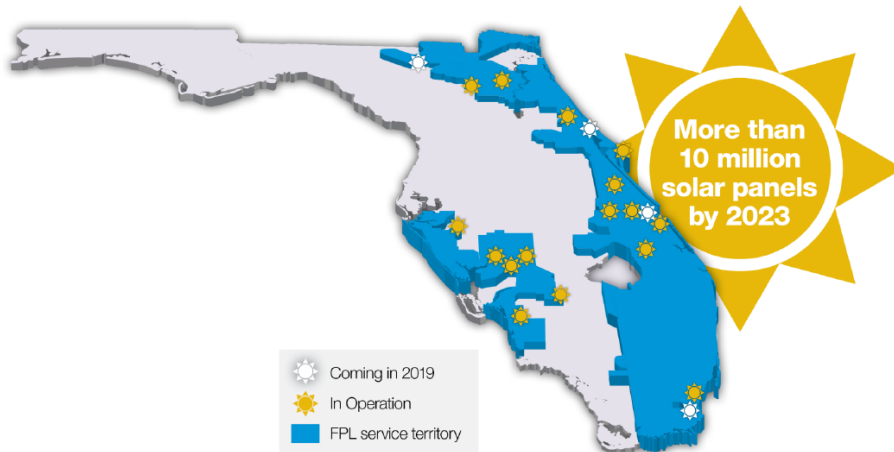 More than
10 million
solar panels
by 2023
Coming in 2019
In Operation
FPL service territory